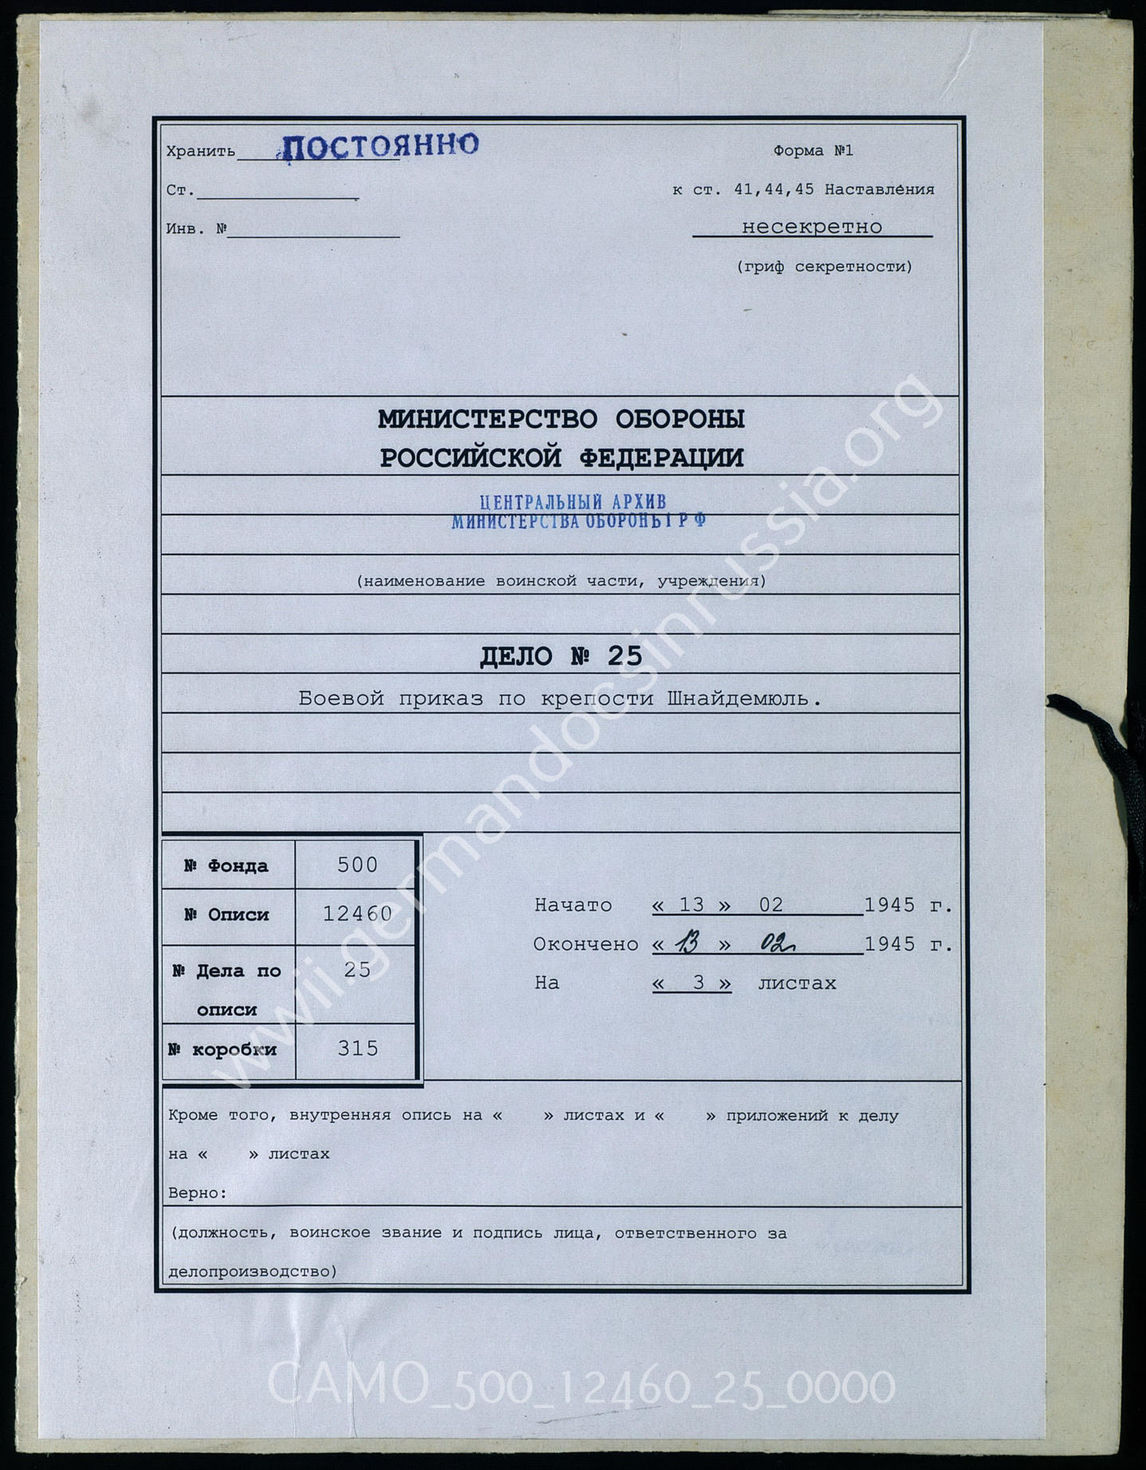 Хранить ПОСТОЯННО
Форма №1
Ст.
к ст. 41,44,45 Наставления
Инв. №
несекретно
(гриф секретности)
МИНИСТЕРСТВО ОБОРОНЫ
РОССИЙСКОЙ ФЕДЕРАЦИИ
ЦЕНТРАЛЬНЫЙ АРХИВ
МИНИСТЕРСТВА ОБОРОНЫ РФ
(наименование воинской части, учреждения)
ДЕЛО № 25
Боевой приказ по крепости Шнайдемюль.
№ Фонда 500
№ Описи 12460
№ Дела по описи 25
№ коробки 315
Начато « 13 » 02 1945 г.
Окончено « 13 » 02 1945 г.
На « 3 » листах
Кроме того, внутренняя опись на « » листах и « » приложений к делу
на « » листах
Верно:
(должность, воинское звание и подпись лица, ответственного за
делопроизводство)
wwii.germandocsinrussia.org
CAMO_500_12460_25_0000